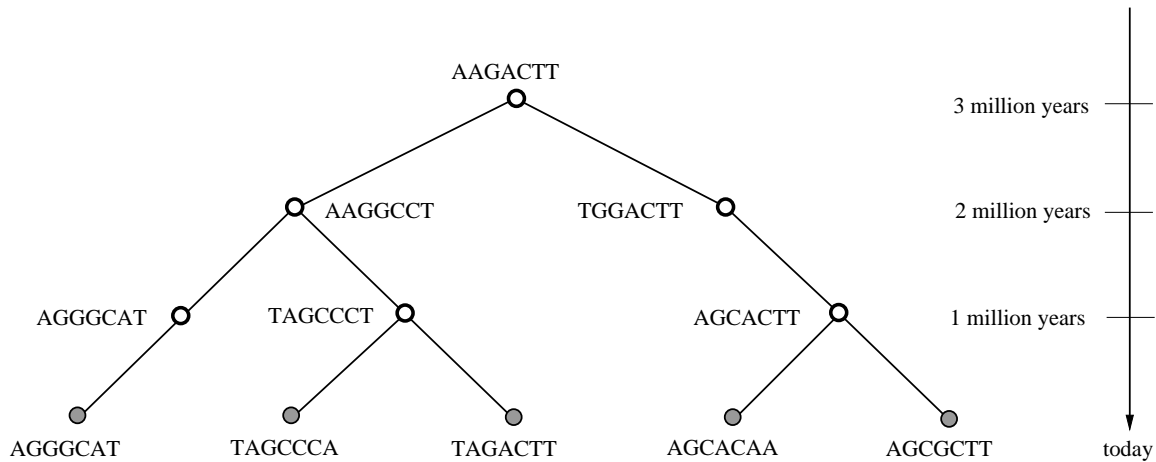 AAGACTT
3 million years
AAGGCCT
TGGACTT
2 million years
AGGGCAT
TAGCCCT
AGCACTT
1 million years
AGGGCAT
TAGCCCA
TAGACTT
AGCACAA
AGCGCTT
today